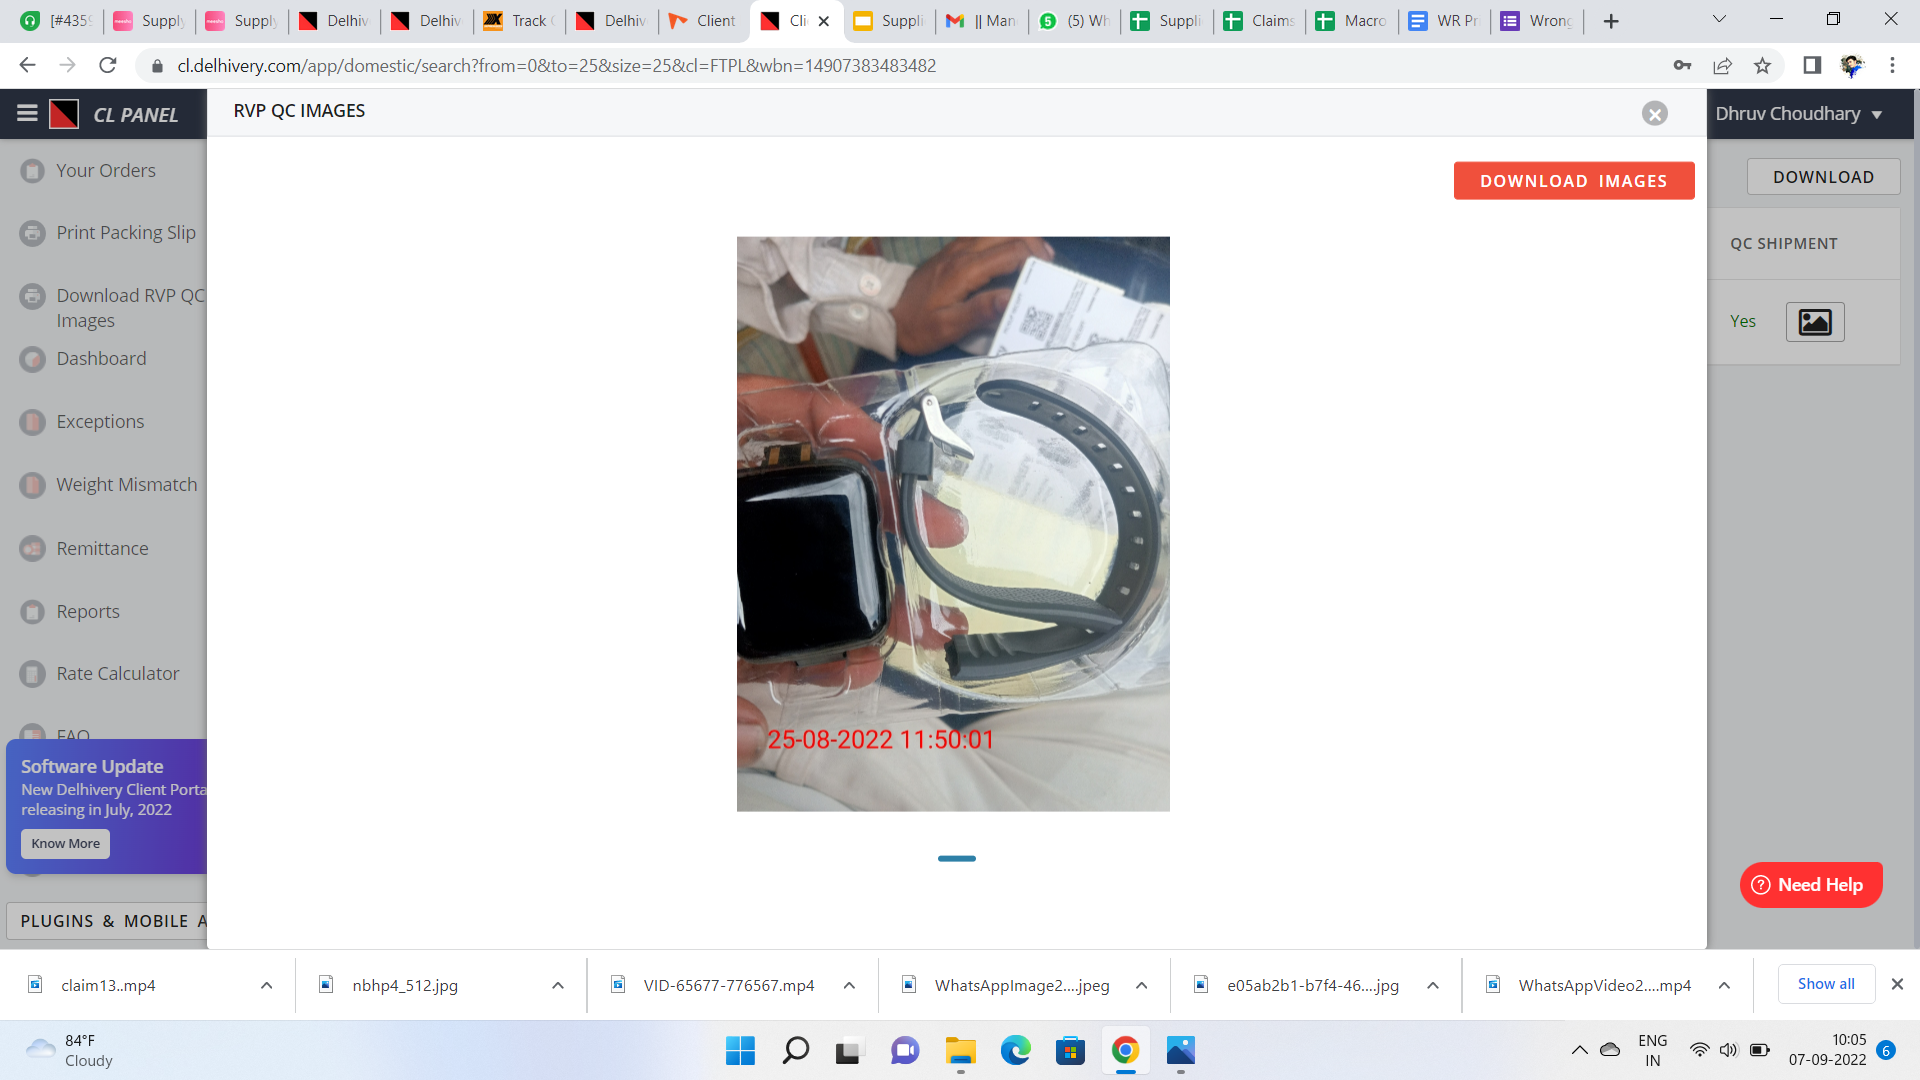 [#4359
Supply
Supply
Delhiv
Delhiv
Track
Delhiv
Client
Clie
Suppli
|| Man
(5) Wh
Suppli
Claims
Macro
WR Pr
Wrong
cl.delhivery.com/app/domestic/search?from=0&to=25&size=25&cl=FTPL&wbn=14907383483482
CL PANEL
RVP QC IMAGES
Dhruv Choudhary
DOWNLOAD IMAGES
DOWNLOAD
Your Orders
Print Packing Slip
Download RVP QC
Images
Dashboard
Exceptions
Weight Mismatch
Remittance
Reports
Rate Calculator
FAQ
QC SHIPMENT
Yes
25-08-2022 11:50:01
Software Update
New Delhivery Client Porta
releasing in July, 2022
Know More
PLUGINS & MOBILE A
Need Help
claim13..mp4
nbhp4_512.jpg
VID-65677-776567.mp4
WhatsAppImage2....jpeg
e05ab2b1-b7f4-46....jpg
WhatsAppVideo2....mp4
Show all
84°F
Cloudy
ENG
IN
10:05
07-09-2022
6